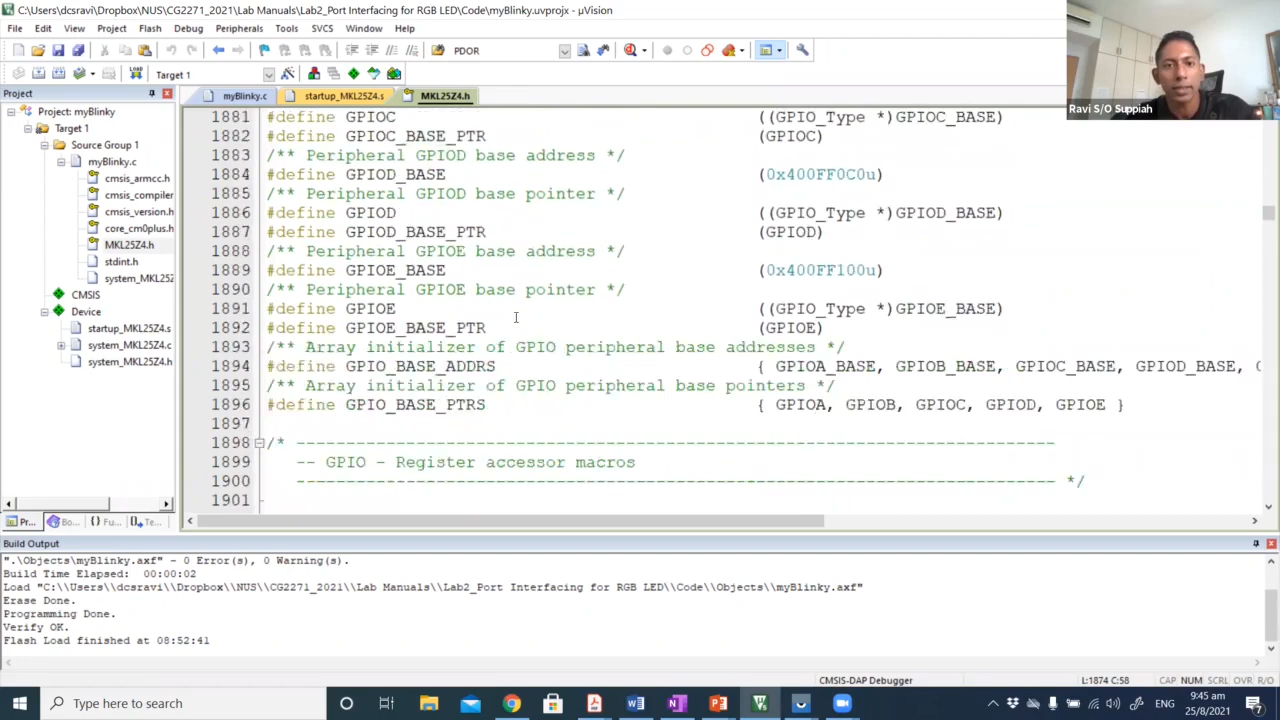 C:\Users\dcsravi\Dropbox\NUS\CG2271_2021\Lab Manuals\Lab2_Port Interfacing for RGB LED\Code\myBlinky.uvprojx - µVision
File Edit View Project Flash Debug Peripherals Tools SVCS Window Help
PDOR
LOAD Target 1
Ravi S/O Suppiah
Project
Project: myBlinky
Target 1
Source Group 1
myBlinky.c
cmsis_armcc.h
cmsis_compiler
cmsis_version.h
core_cm0plus.h
MKL25Z4.h
stdint.h
system_MKL25Z
CMSIS
Device
startup_MKL25Z4.s
system_MKL25Z4.c
system_MKL25Z4.h
Pr... Bo... {} Fu... Te...
myBlinky.c startup_MKL25Z4.s MKL25Z4.h
1881 #define GPIOC ((GPIO_Type *)GPIOC_BASE)
1882 #define GPIOC_BASE_PTR (GPIOC)
1883 /** Peripheral GPIOD base address */
1884 #define GPIOD_BASE (0x400FF0C0u)
1885 /** Peripheral GPIOD base pointer */
1886 #define GPIOD ((GPIO_Type *)GPIOD_BASE)
1887 #define GPIOD_BASE_PTR (GPIOD)
1888 /** Peripheral GPIOE base address */
1889 #define GPIOE_BASE (0x400FF100u)
1890 /** Peripheral GPIOE base pointer */
1891 #define GPIOE ((GPIO_Type *)GPIOE_BASE)
1892 #define GPIOE_BASE_PTR (GPIOE)
1893 /** Array initializer of GPIO peripheral base addresses */
1894 #define GPIO_BASE_ADDRS { GPIOA_BASE, GPIOB_BASE, GPIOC_BASE, GPIOD_BASE,
1895 /** Array initializer of GPIO peripheral base pointers */
1896 #define GPIO_BASE_PTRS { GPIOA, GPIOB, GPIOC, GPIOD, GPIOE }
1897
1898 /* ----------------------------------------------------------------------------
1899 -- GPIO - Register accessor macros
1900 ---------------------------------------------------------------------------- */
1901
Build Output
".\Objects\myBlinky.axf" - 0 Error(s), 0 Warning(s).
Build Time Elapsed: 00:00:02
Load "C:\\Users\\dcsravi\\Dropbox\\NUS\\CG2271_2021\\Lab Manuals\\Lab2_Port Interfacing for RGB LED\\Code\\Objects\\myBlinky.axf"
Erase Done.
Programming Done.
Verify OK.
Flash Load finished at 08:52:41
CMSIS-DAP Debugger L:1874 C:58 CAP NUM SCRL OVR R/O
Type here to search
ENG
9:45 am
25/8/2021
7